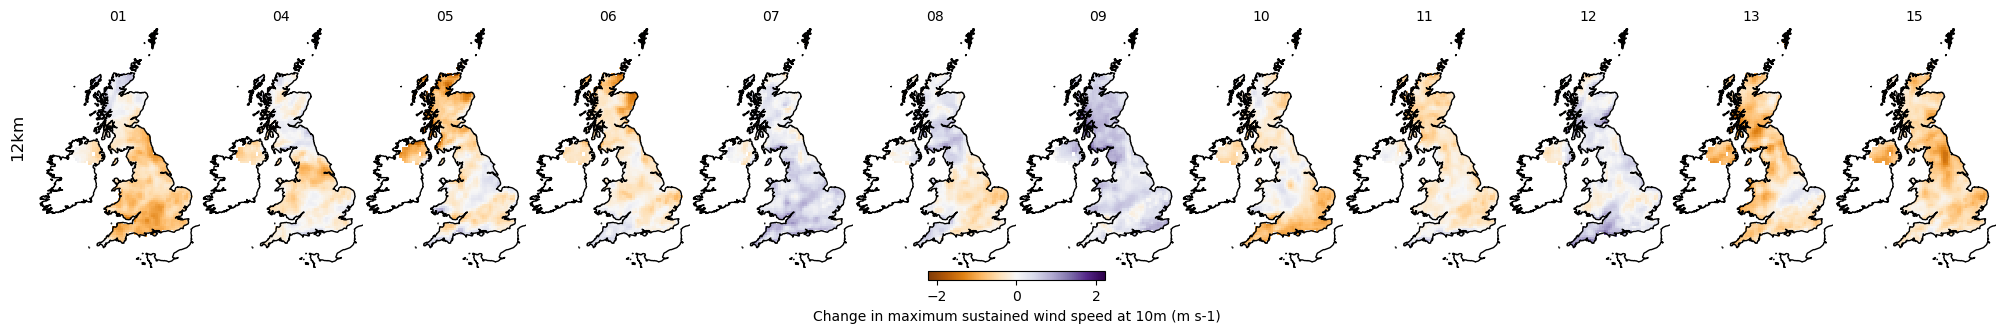 01 04 05 06 07 08 09 10 11 12 13 15
12km
−2 0 2
Change in maximum sustained wind speed at 10m (m s-1)